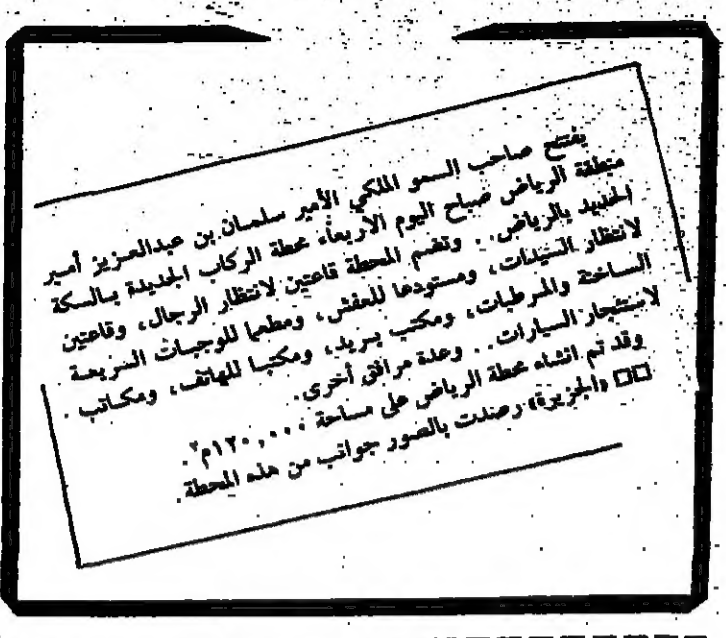 يفتتح صاحب السمو الملكي الأمير سلمان بن عبدالعزيز أمير
منطقة الرياض صباح اليوم الأربعاء محطة الركاب الجديدة بالسكة
الحديد بالرياض . . وتضم المحطة قاعتين لانتظار الرجال، وقاعتين
لانتظار السيدات، ومستودعا للعفش، ومطعما للوجبات السريعة
الساخنة والمرطبات، ومكتب بريد، ومكتبا للهاتف، ومكاتب
لاستئجار السيارات . . وعدة مرافق أخرى.
وقد تم انشاء محطة الرياض على مساحة ١٢٠,٠٠٠م٢.
□□ «الجزيرة» رصدت بالصور جوانب من هذه المحطة.